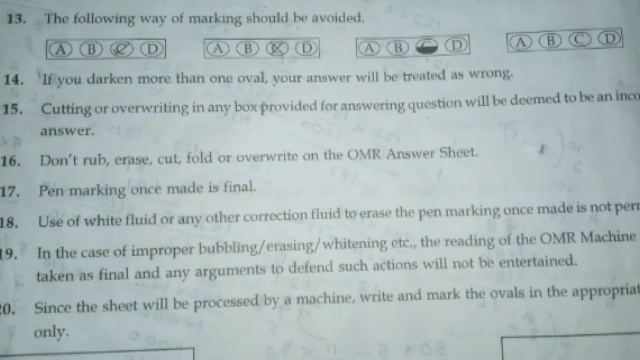 13. The following way of marking should be avoided.
A B C D A B C D A B C D A B C D
14. If you darken more than one oval, your answer will be treated as wrong.
15. Cutting or overwriting in any box provided for answering question will be deemed to be an inco
answer.
16. Don't rub, erase, cut, fold or overwrite on the OMR Answer Sheet.
17. Pen marking once made is final.
18. Use of white fluid or any other correction fluid to erase the pen marking once made is not perm
19. In the case of improper bubbling/erasing/whitening etc., the reading of the OMR Machine
taken as final and any arguments to defend such actions will not be entertained.
20. Since the sheet will be processed by a machine, write and mark the ovals in the appropriat
only.